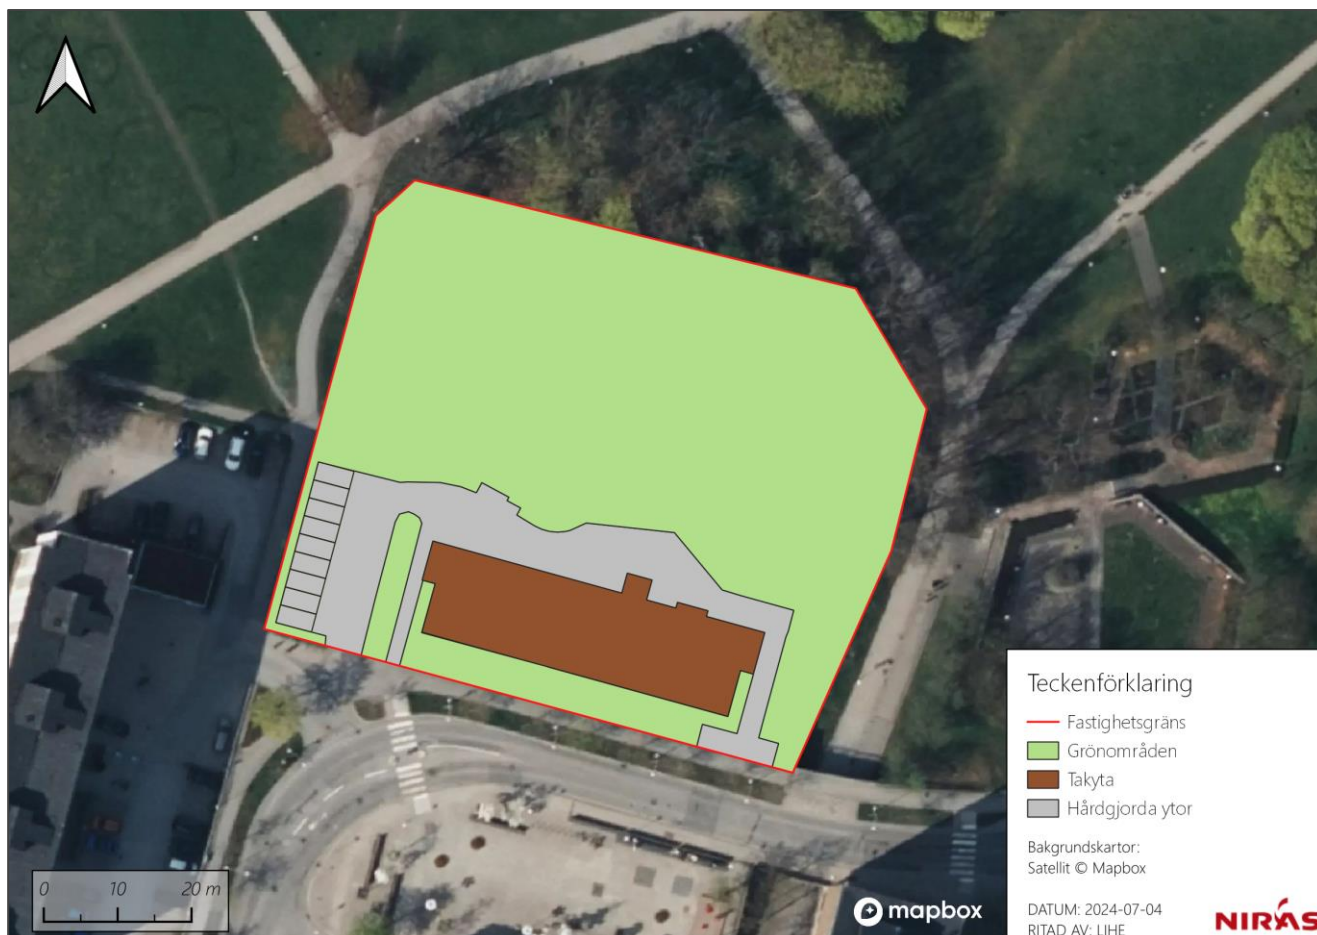 Teckenförklaring
Fastighetsgräns
Grönområden
Takyta
Hårdgjorda ytor
Bakgrundskartor:
Satellit © Mapbox
DATUM: 2024-07-04
RITAD AV: LIHE
NIRAS
0 10 20 m
mapbox